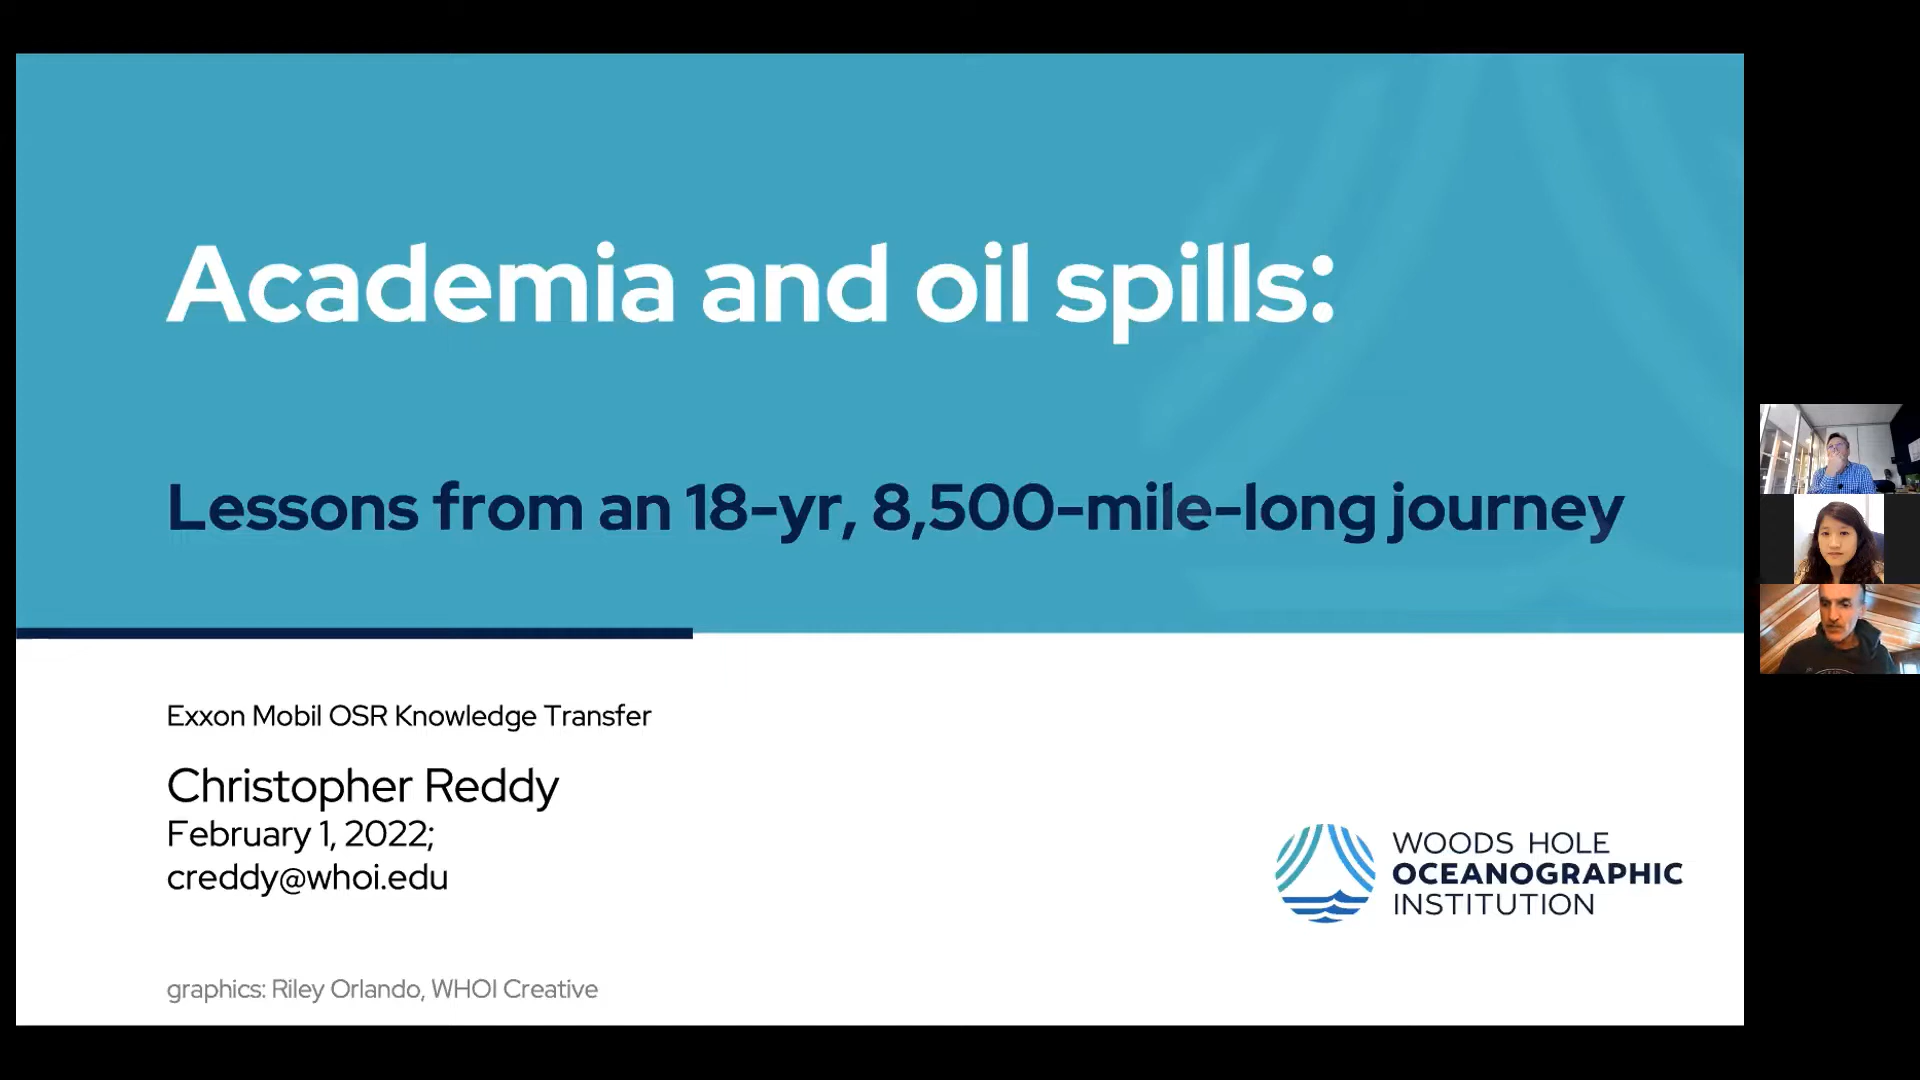 Academia and oil spills:
Lessons from an 18-yr, 8,500-mile-long journey
Exxon Mobil OSR Knowledge Transfer
Christopher Reddy
February 1, 2022;
creddy@whoi.edu
WOODS HOLE
OCEANOGRAPHIC
INSTITUTION
graphics: Riley Orlando, WHOI Creative